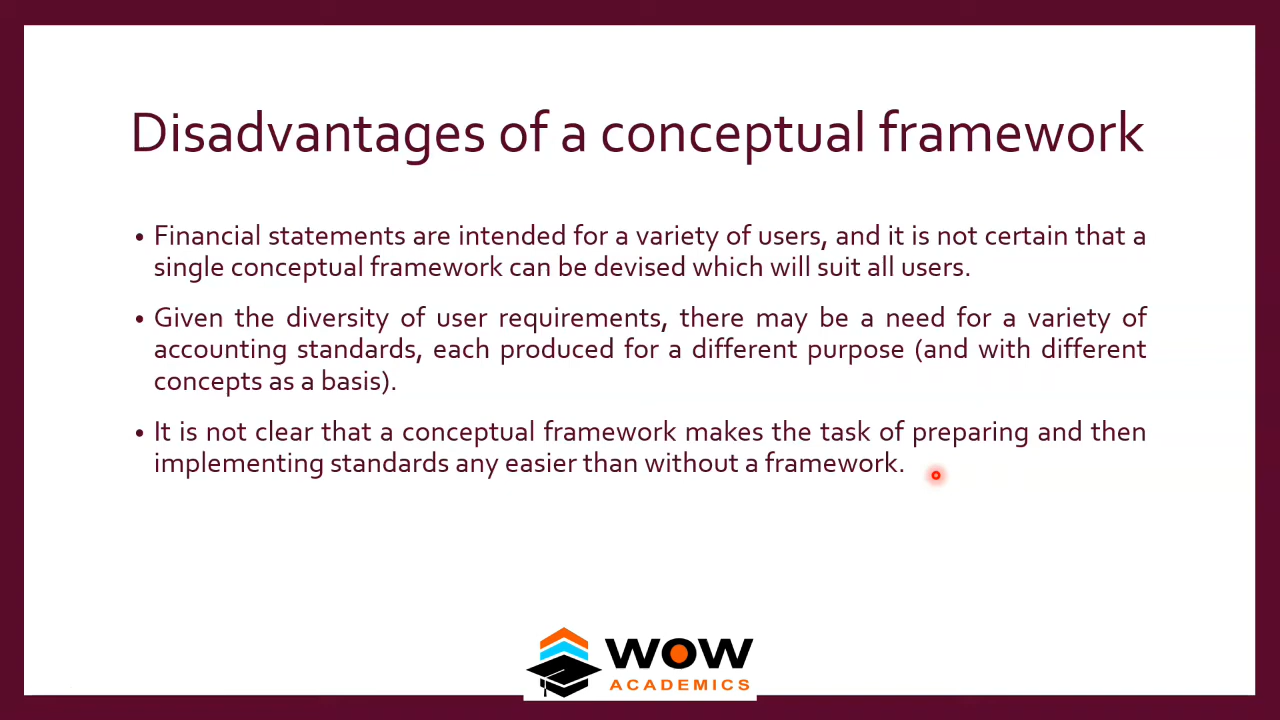 Disadvantages of a conceptual framework
• Financial statements are intended for a variety of users, and it is not certain that a
single conceptual framework can be devised which will suit all users.
• Given the diversity of user requirements, there may be a need for a variety of
accounting standards, each produced for a different purpose (and with different
concepts as a basis).
• It is not clear that a conceptual framework makes the task of preparing and then
implementing standards any easier than without a framework.
WOW
ACADEMICS